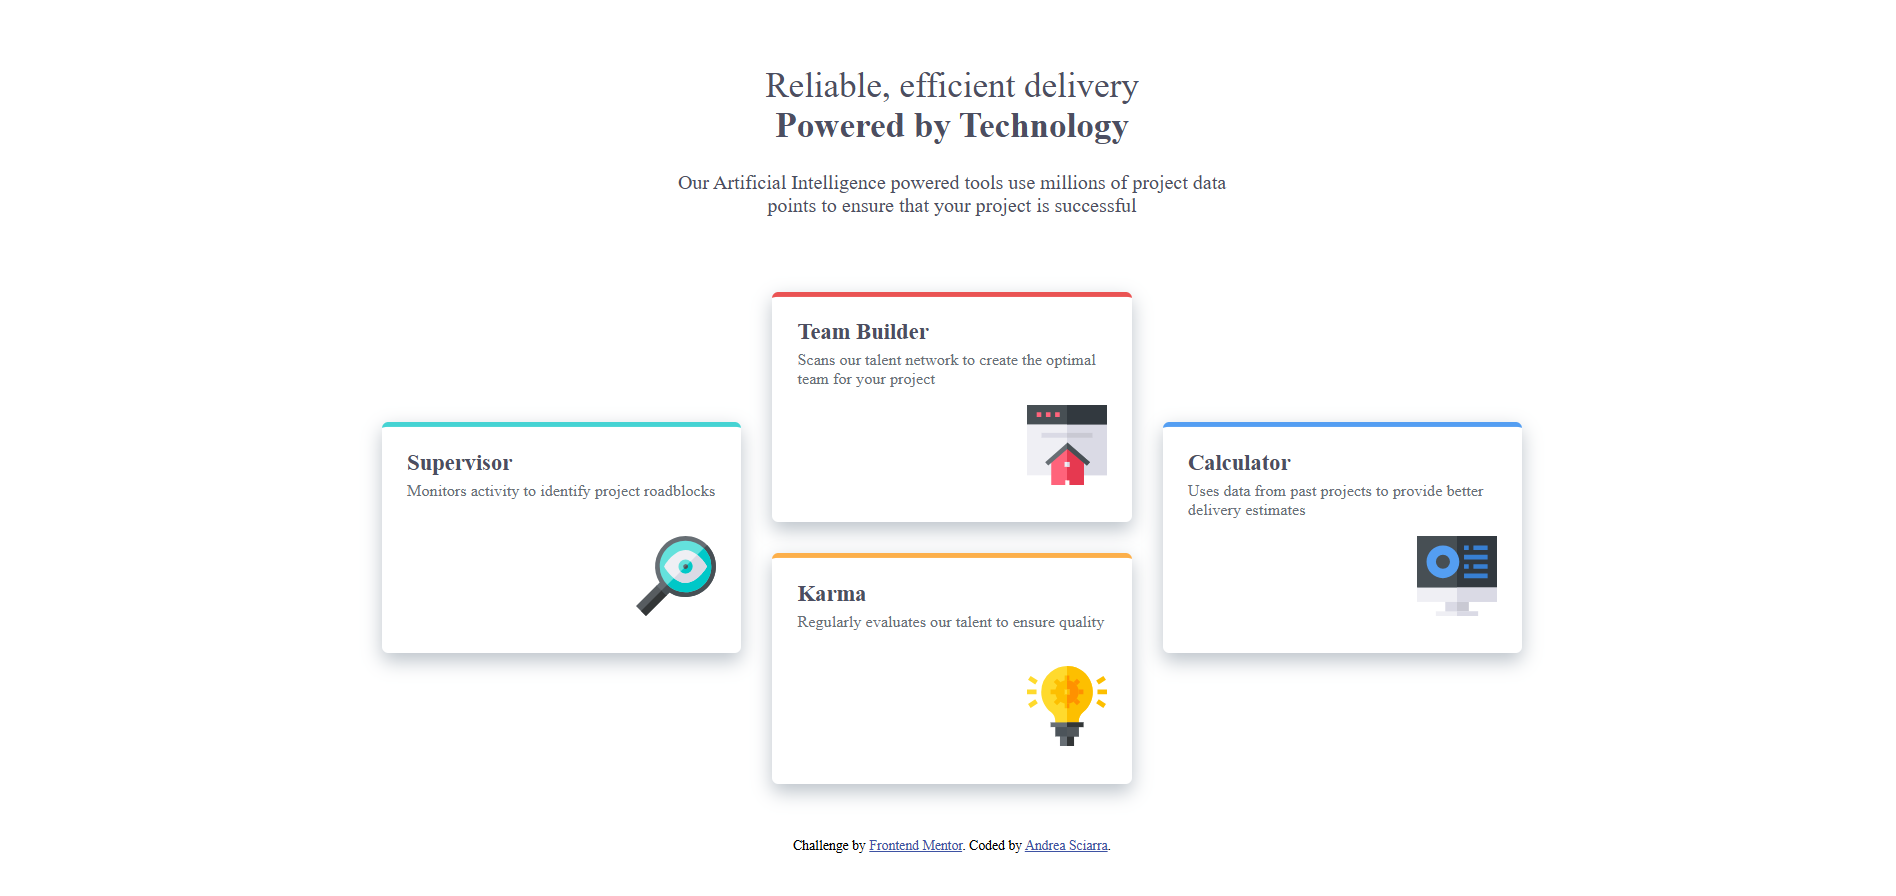 Reliable, efficient delivery
Powered by Technology
Our Artificial Intelligence powered tools use millions of project data
points to ensure that your project is successful
Supervisor
Monitors activity to identify project roadblocks
Team Builder
Scans our talent network to create the optimal
team for your project
Karma
Regularly evaluates our talent to ensure quality
Calculator
Uses data from past projects to provide better
delivery estimates
Challenge by Frontend Mentor. Coded by Andrea Sciarra.